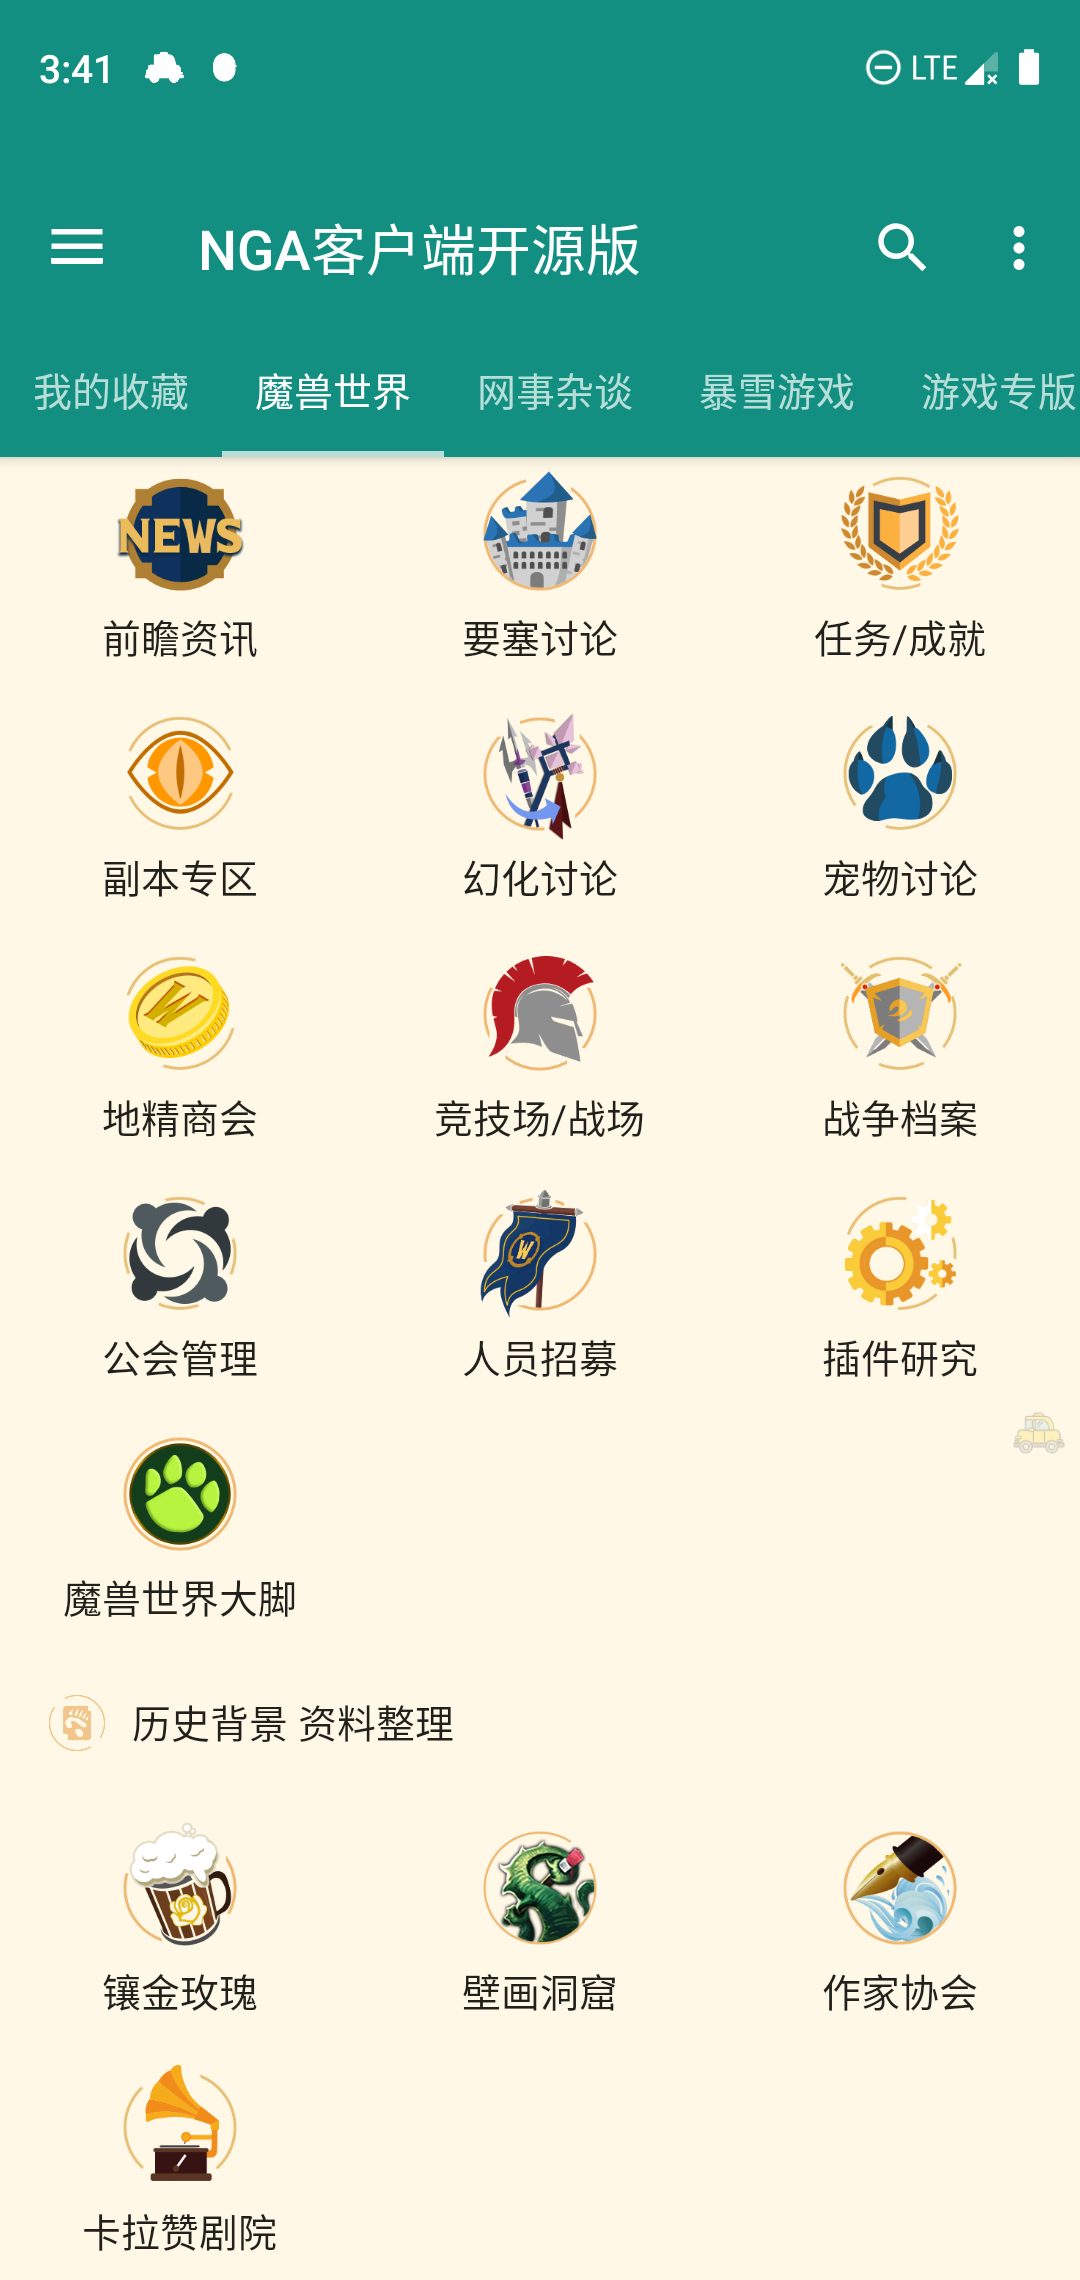 3:41
LTE
NGA客户端开源版
我的收藏 魔兽世界 网事杂谈 暴雪游戏 游戏专版
NEWS
前瞻资讯 要塞讨论 任务/成就
副本专区 幻化讨论 宠物讨论
W
地精商会 竞技场/战场 战争档案
W
公会管理 人员招募 插件研究
魔兽世界大脚
历史背景 资料整理
镶金玫瑰 壁画洞窟 作家协会
卡拉赞剧院